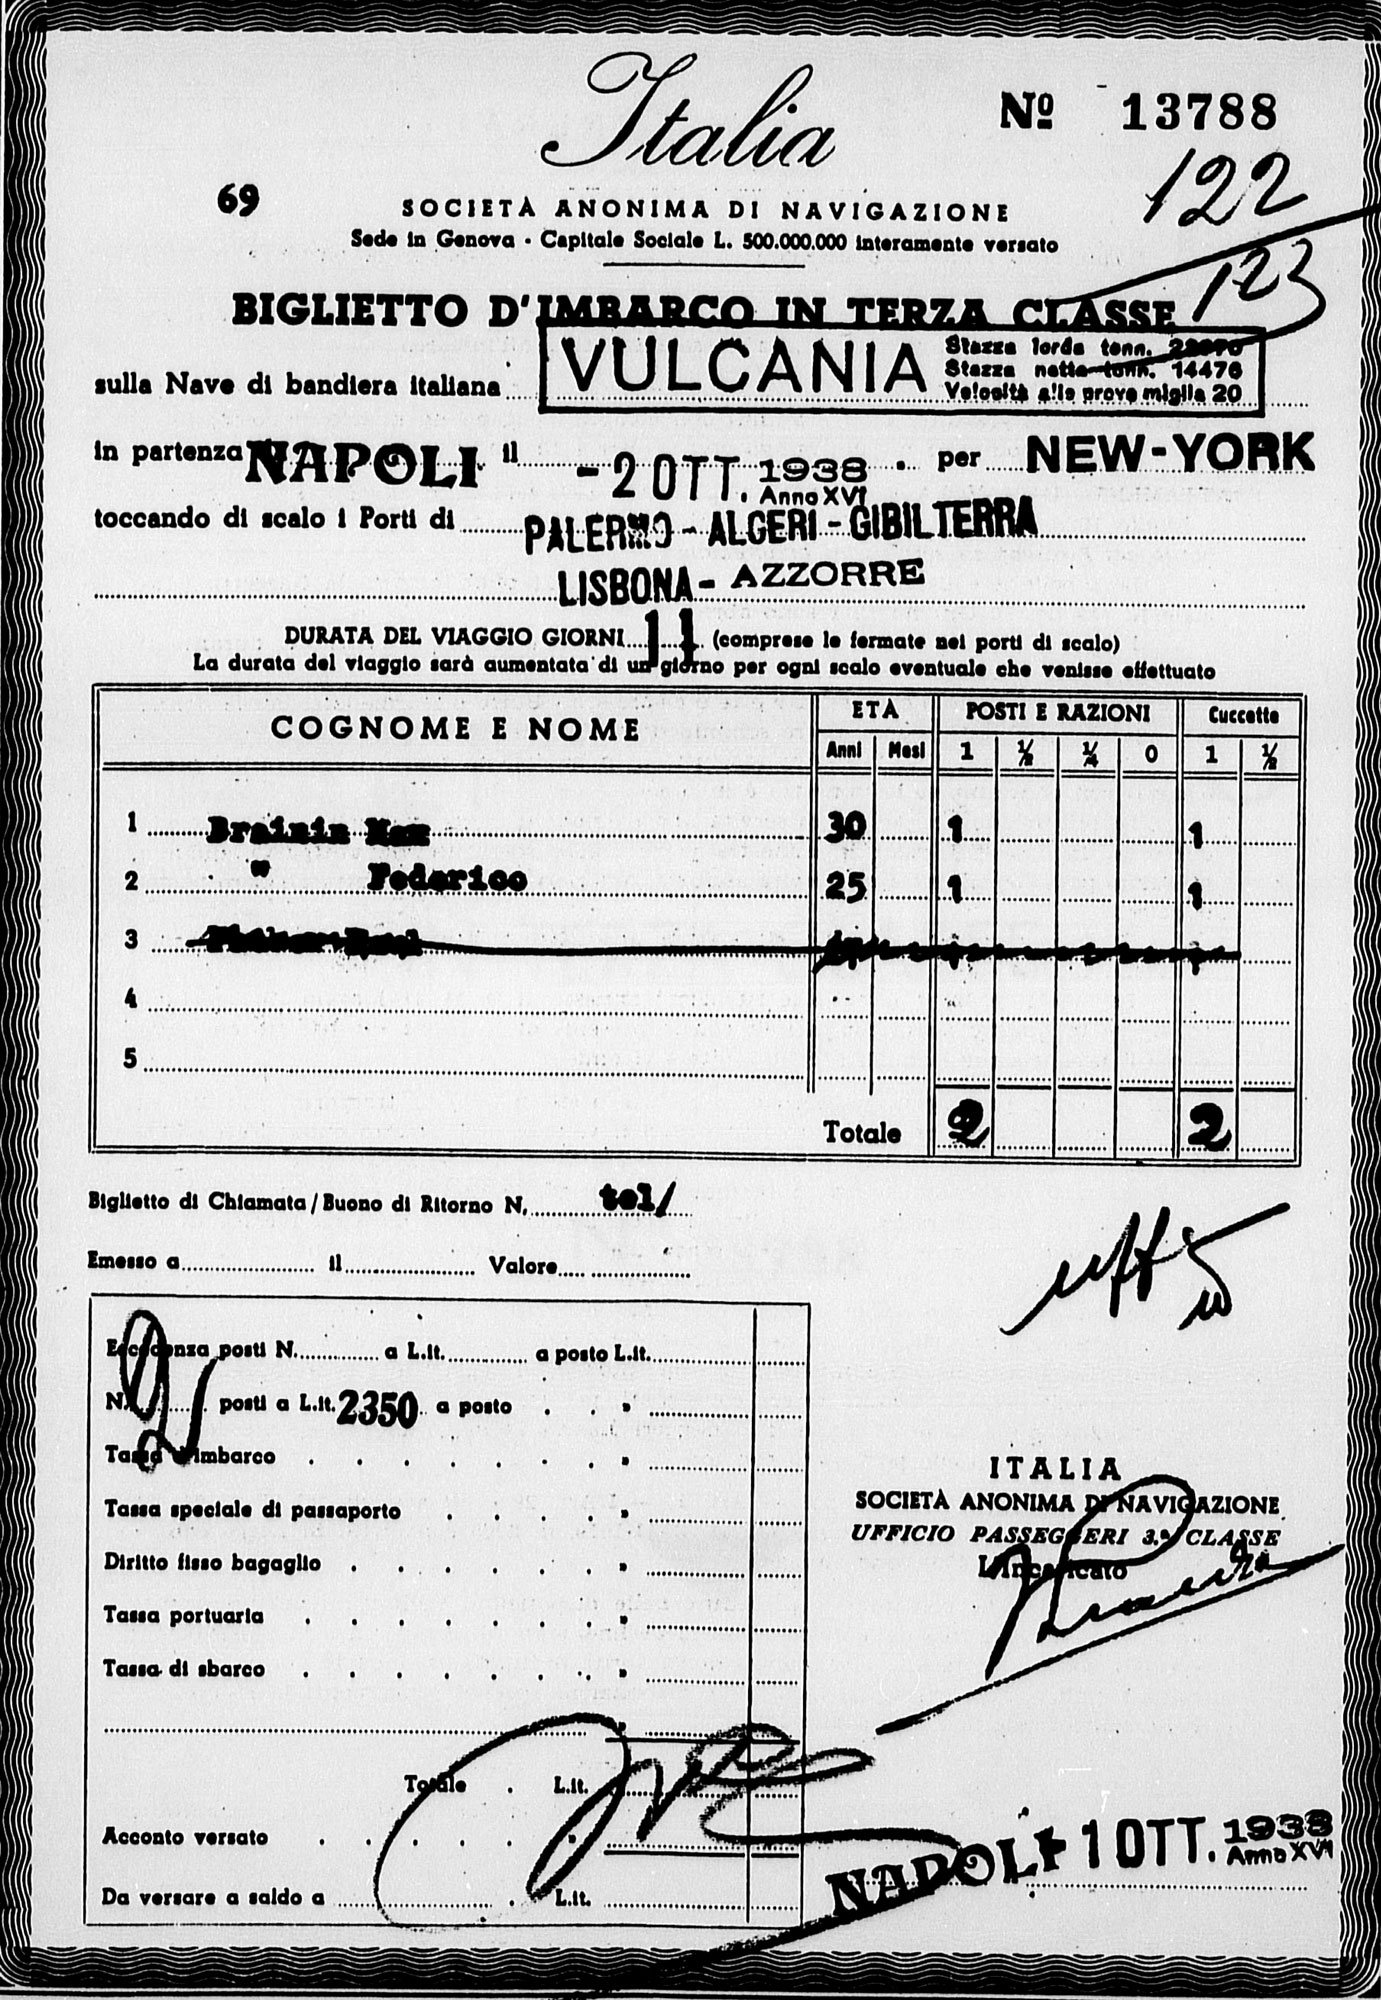 Italia
Nº 13788
122
123
69
SOCIETÀ ANONIMA DI NAVIGAZIONE
Sede in Genova - Capitale Sociale L. 500.000.000 interamente versato
BIGLIETTO D'IMBARCO IN TERZA CLASSE
sulla Nave di bandiera italiana VULCANIA
Stazza lorda tonn.
Stazza netta tonn. 14476
Velocità alle prove miglia 20
in partenza NAPOLI il -2 OTT. 1938 Anno XVI per NEW-YORK
toccando di scalo i Porti di PALERMO - ALGERI - GIBILTERRA
LISBONA - AZZORRE
DURATA DEL VIAGGIO GIORNI 11 (comprese le fermate nei porti di scalo)
La durata del viaggio sarà aumentata di un giorno per ogni scalo eventuale che venisse effettuato
COGNOME E NOME ETÀ POSTI E RAZIONI Cuccette
Anni Mesi 1 ½ ¼ 0 1 ½
1 Brainin Max 30 1 1
2 " Federico 25 1 1
3
4
5
Totale 2 2
Biglietto di Chiamata/Buono di Ritorno N. tel/
Emesso a il Valore
Eccedenza posti N. a L.it. a posto L.it.
N. posti a L.it. 2350 a posto "
Tassa d'imbarco "
Tassa speciale di passaporto "
Diritto fisso bagaglio "
Tassa portuaria "
Tassa di sbarco "
"
Totale L.it.
Acconto versato "
Da versare a saldo a L.it.
ITALIA
SOCIETÀ ANONIMA DI NAVIGAZIONE
UFFICIO PASSEGGERI 3.ª CLASSE
L'Incaricato
NAPOLI - 1 OTT. 1938
Anno XVI